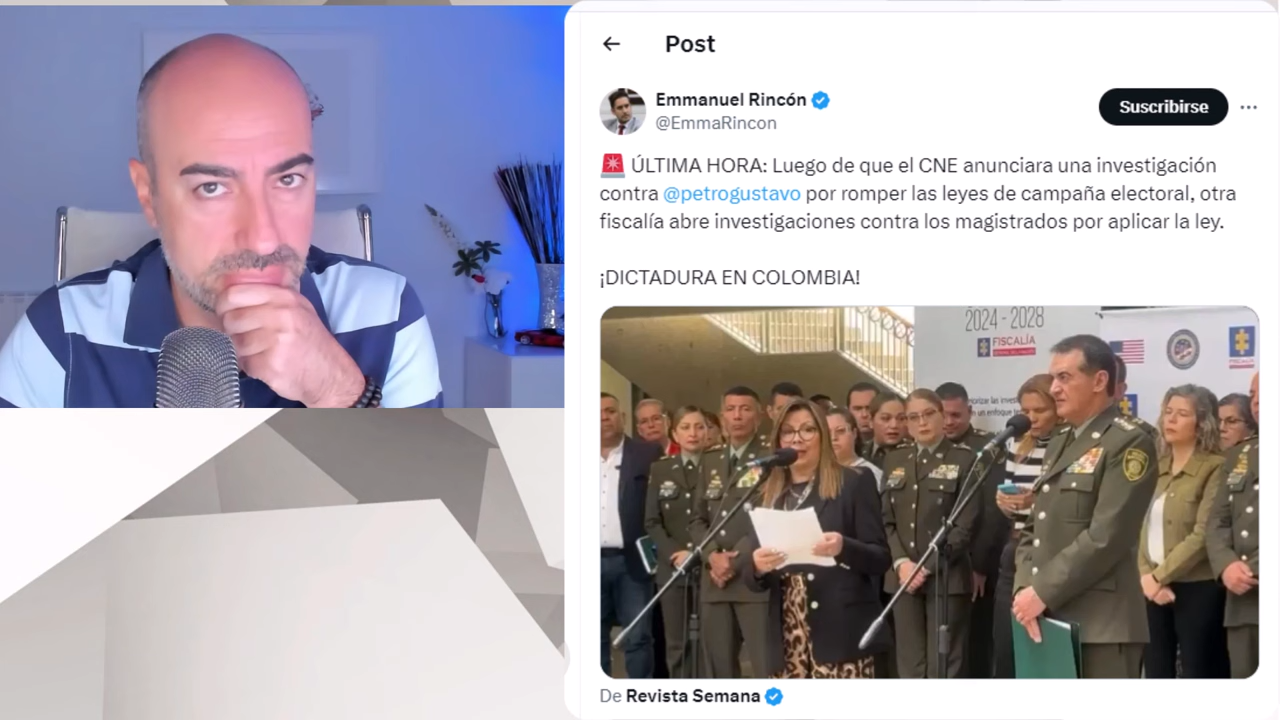 Post
Emmanuel Rincón
@EmmaRincon
Suscribirse
ÚLTIMA HORA: Luego de que el CNE anunciara una investigación
contra @petrogustavo por romper las leyes de campaña electoral, otra
fiscalía abre investigaciones contra los magistrados por aplicar la ley.
¡DICTADURA EN COLOMBIA!
2024 - 2028
FISCALÍA
De Revista Semana